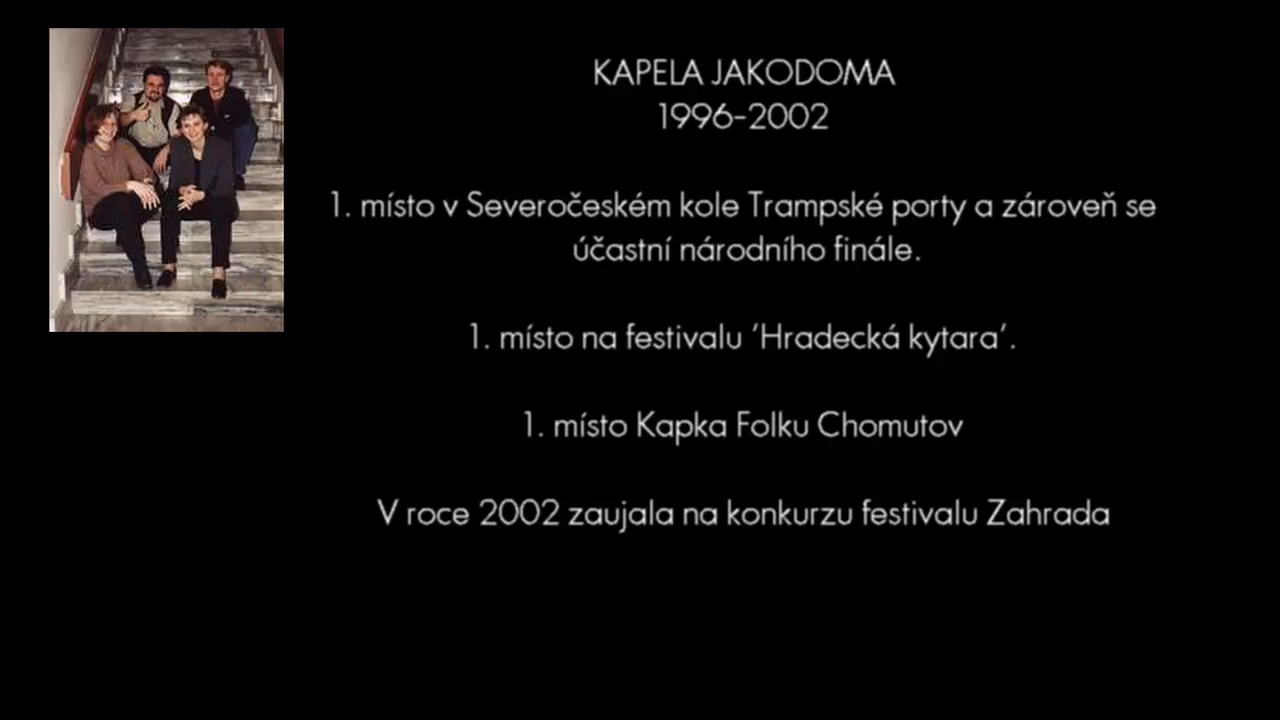 KAPELA JAKODOMA
1996-2002
1. místo v Severočeském kole Trampské porty a zároveň se
účastní národního finále.
1. místo na festivalu ’Hradecká kytara’.
1. místo Kapka Folku Chomutov
V roce 2002 zaujala na konkurzu festivalu Zahrada